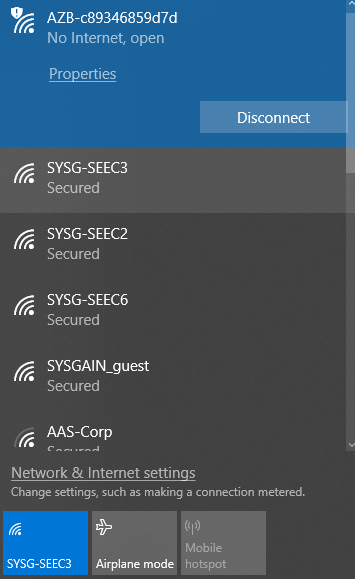 AZB-c89346859d7d
No Internet, open
Properties
Disconnect
SYSG-SEEC3
Secured
SYSG-SEEC2
Secured
SYSG-SEEC6
Secured
SYSGAIN_guest
Secured
AAS-Corp
Secured
Network & Internet settings
Change settings, such as making a connection metered.
SYSG-SEEC3
Airplane mode
Mobile
hotspot